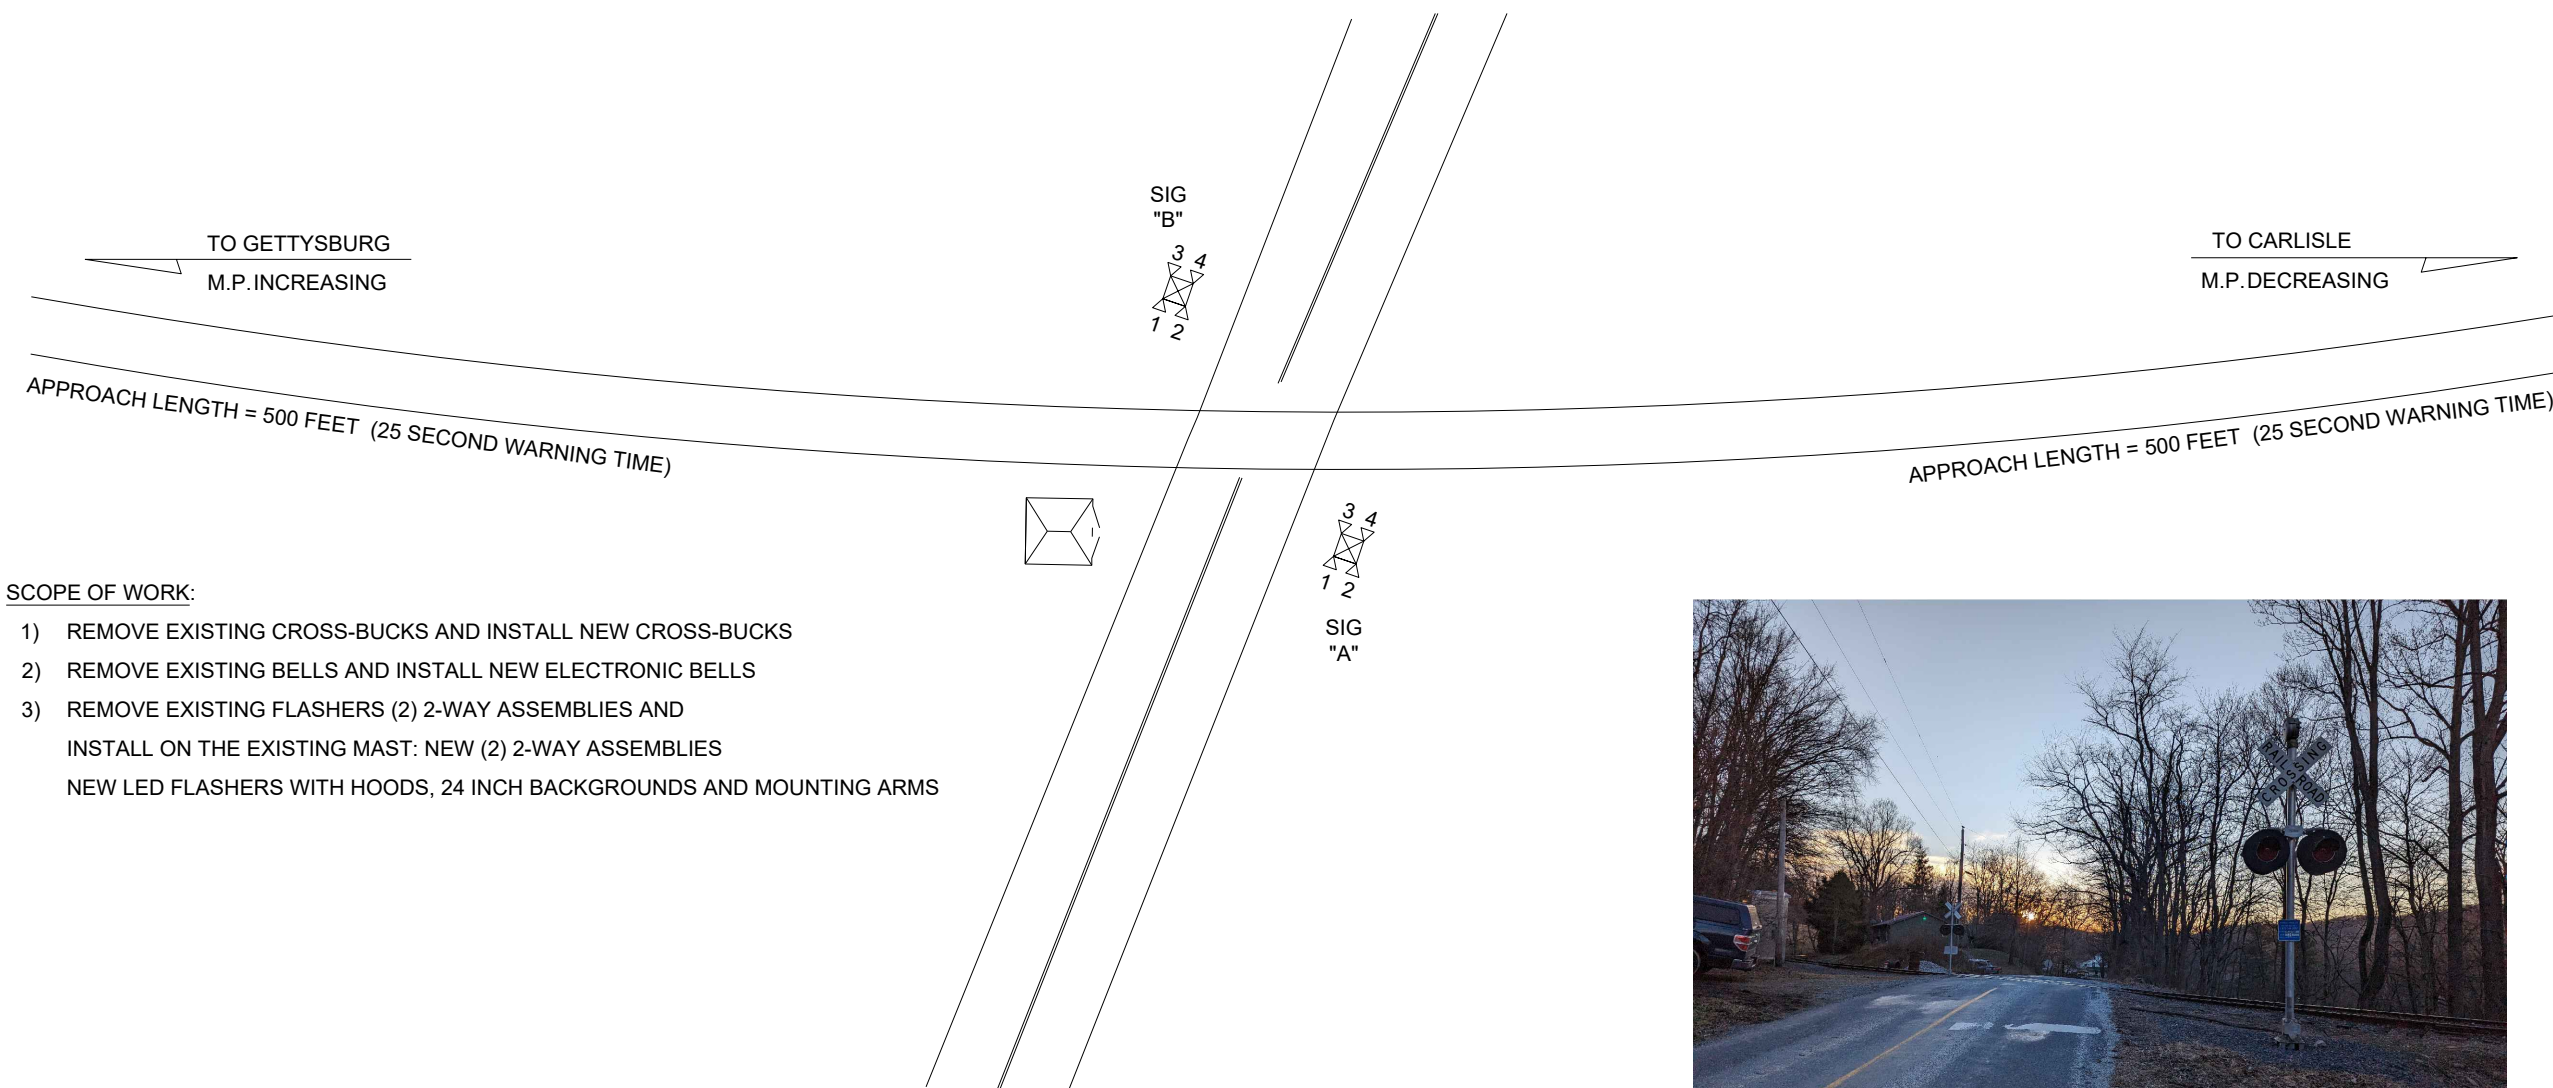 SIG
"B"
3 4
1 2
TO GETTYSBURG
M.P. INCREASING
TO CARLISLE
M.P. DECREASING
APPROACH LENGTH = 500 FEET (25 SECOND WARNING TIME)
APPROACH LENGTH = 500 FEET (25 SECOND WARNING TIME)
3 4
1 2
SIG
"A"
SCOPE OF WORK:
1) REMOVE EXISTING CROSS-BUCKS AND INSTALL NEW CROSS-BUCKS
2) REMOVE EXISTING BELLS AND INSTALL NEW ELECTRONIC BELLS
3) REMOVE EXISTING FLASHERS (2) 2-WAY ASSEMBLIES AND
INSTALL ON THE EXISTING MAST: NEW (2) 2-WAY ASSEMBLIES
NEW LED FLASHERS WITH HOODS, 24 INCH BACKGROUNDS AND MOUNTING ARMS
RAILROAD
CROSSING